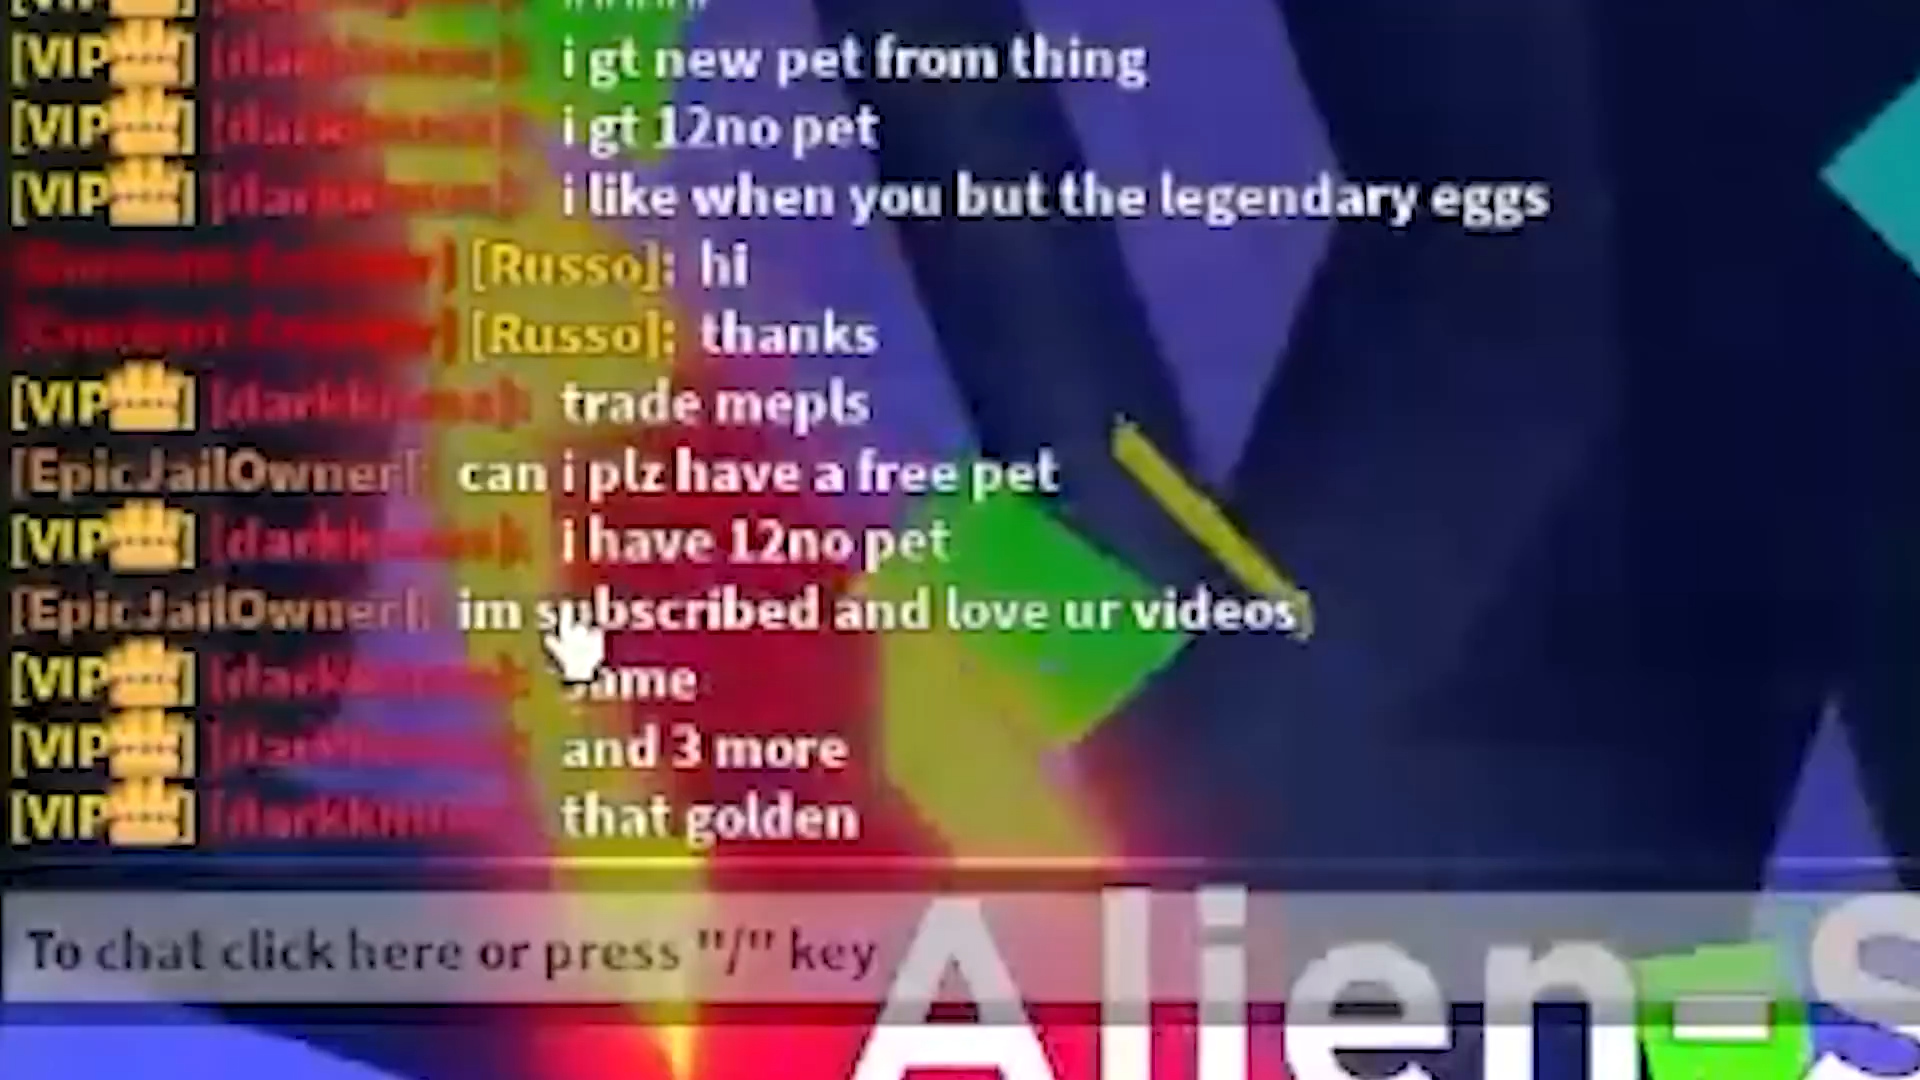 [VIP] i gt new pet from thing
[VIP] i gt 12no pet
[VIP] i like when you but the legendary eggs
[Russo]: hi
[Russo]: thanks
[VIP] trade mepls
[EpicJailOwner]: can i plz have a free pet
[VIP] i have 12no pet
[EpicJailOwner]: im subscribed and love ur videos
[VIP] same
[VIP] and 3 more
[VIP] that golden
To chat click here or press "/" key
Alien-S